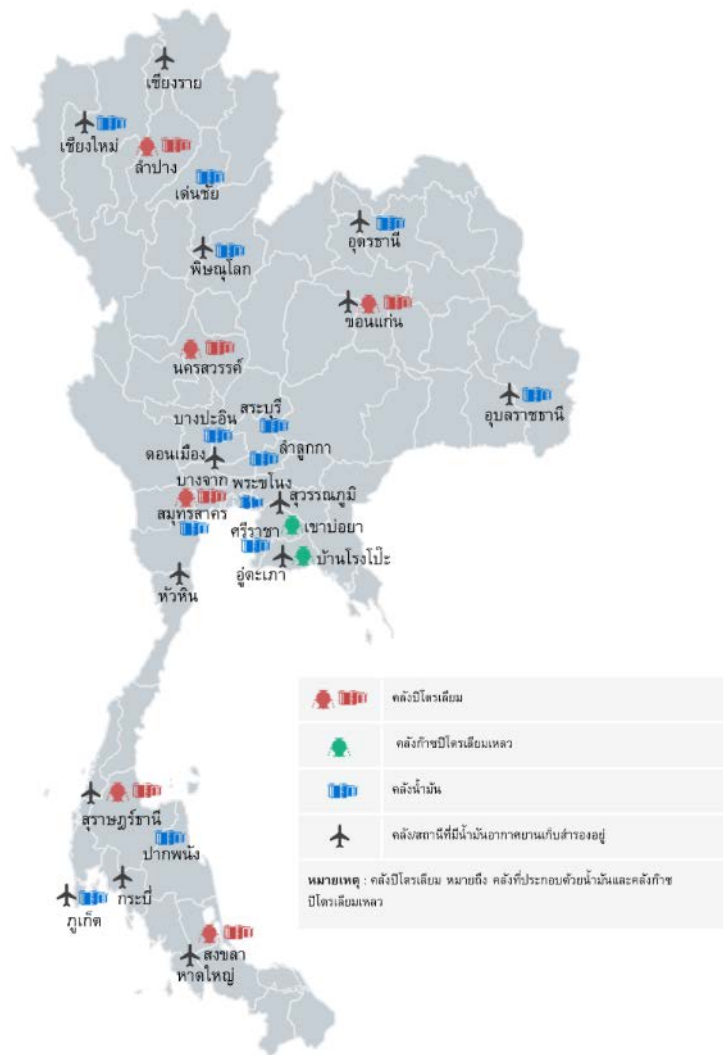 เชียงราย
เชียงใหม่
ลำปาง
เด่นชัย
อุดรธานี
พิษณุโลก
ขอนแก่น
นครสวรรค์
อุบลราชธานี
สระบุรี
บางปะอิน
ลำลูกกา
ดอนเมือง
บางจาก
พระขโนง
สุวรรณภูมิ
สมุทรสาคร
ศรีราชา
เขาบ่อยา
อู่ตะเภา
บ้านโรงโป๊ะ
หัวหิน
สุราษฎร์ธานี
ปากพนัง
กระบี่
ภูเก็ต
สงขลา
หาดใหญ่
คลังปิโตรเลียม
คลังก๊าซปิโตรเลียมเหลว
คลังน้ำมัน
คลัง/สถานีที่มีน้ำมันอากาศยานเก็บสำรองอยู่
หมายเหตุ : คลังปิโตรเลียม หมายถึง คลังที่ประกอบด้วยน้ำมันและคลังก๊าซ
ปิโตรเลียมเหลว